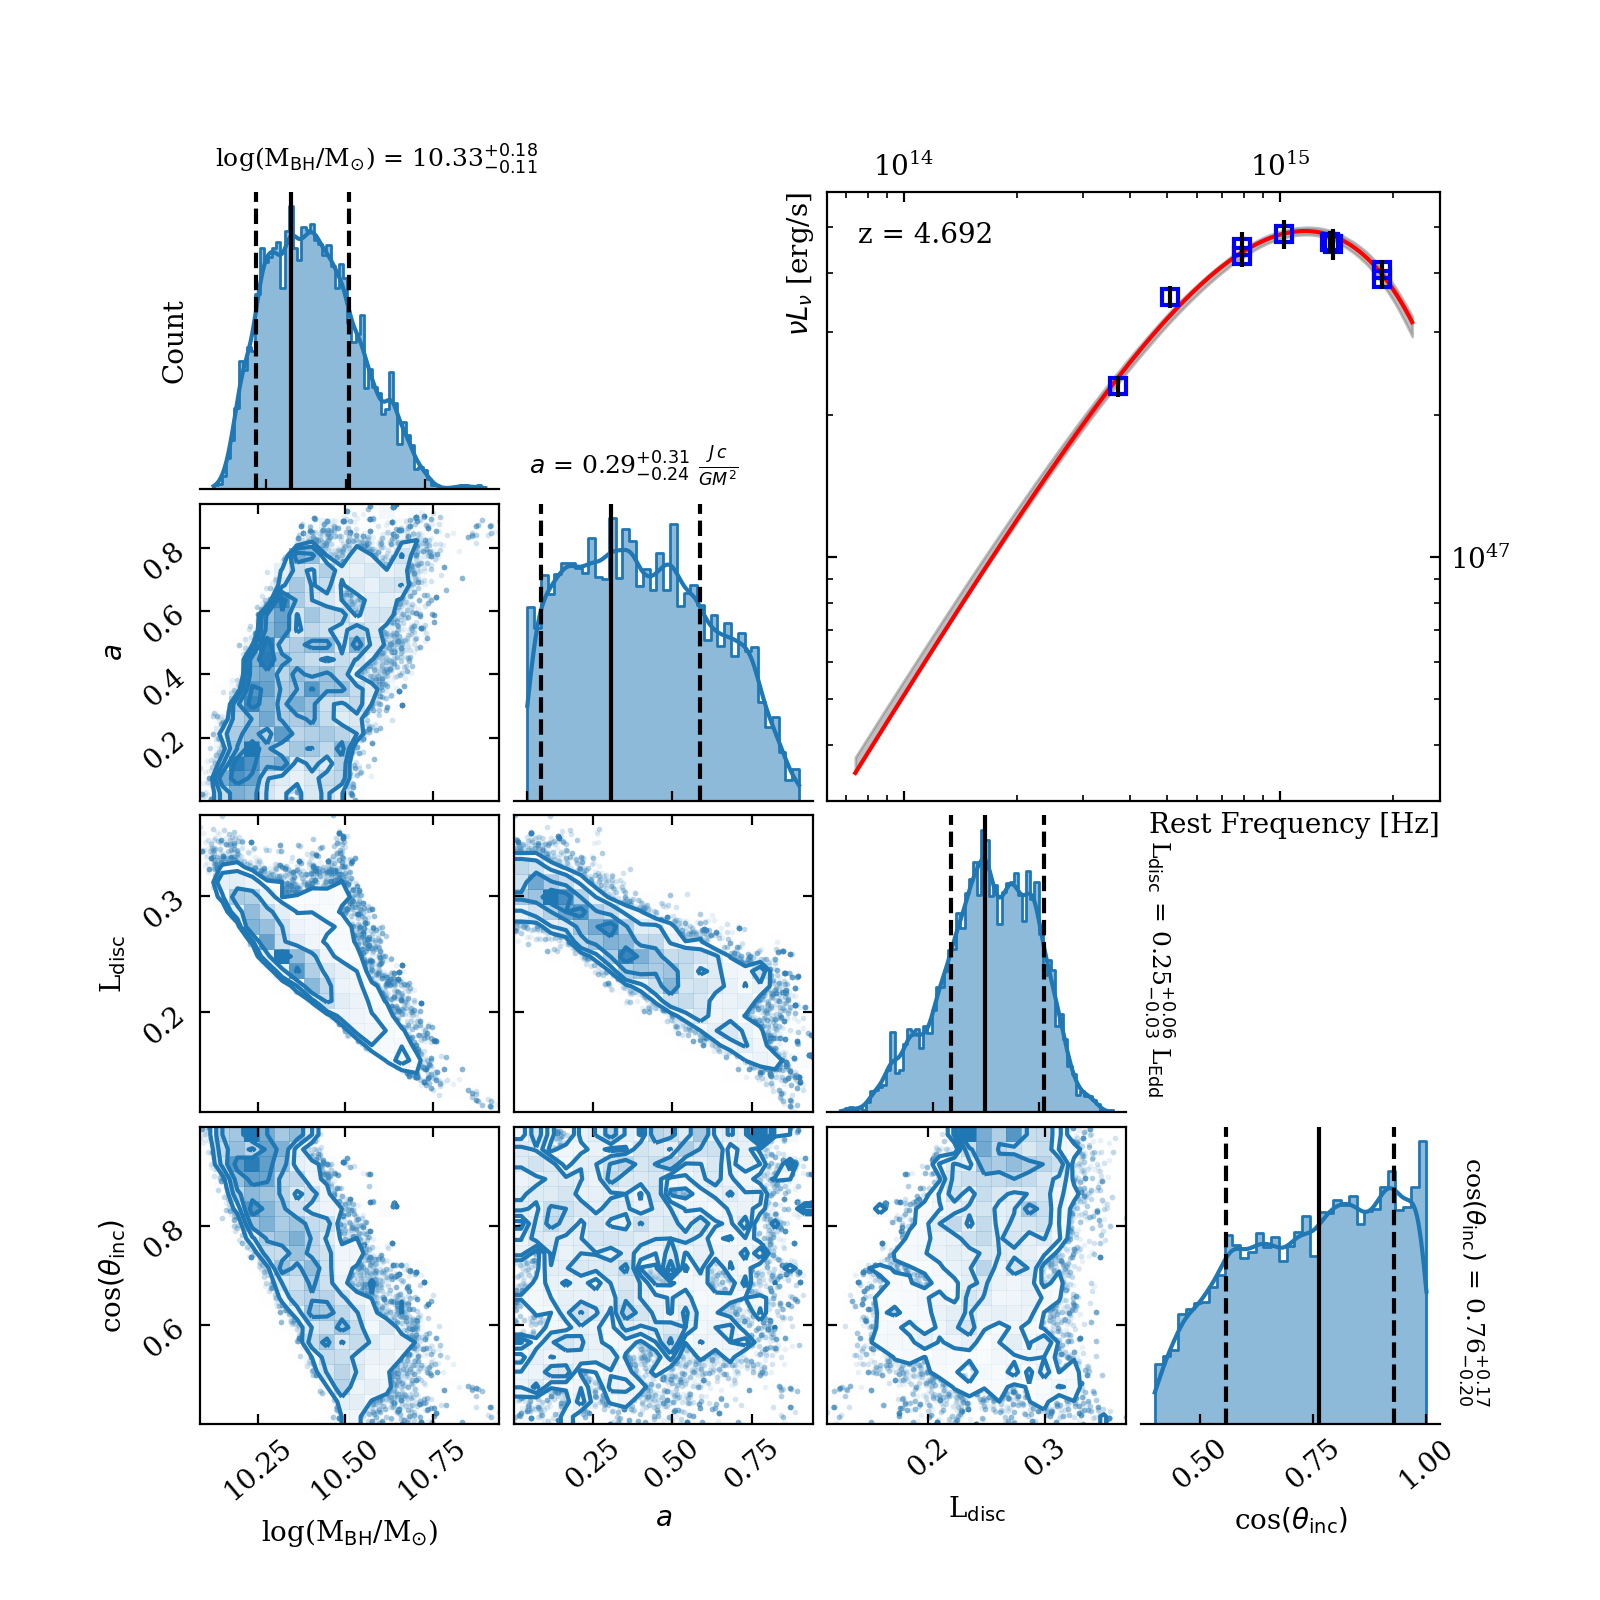 log(M_BH/M_⊙) = 10.33^{+0.18}_{−0.11}
10^14 10^15
Count
νL_ν [erg/s]
z = 4.692
10^47
Rest Frequency [Hz]
a = 0.29^{+0.31}_{−0.24} J c / GM^2
a
0.8
0.6
0.4
0.2
L_disc
0.3
0.2
L_disc = 0.25^{+0.06}_{−0.03} L_Edd
cos(θ_inc)
0.8
0.6
cos(θ_inc) = 0.76^{+0.17}_{−0.20}
10.25 10.50 10.75
0.25 0.50 0.75
0.2 0.3
0.50 0.75 1.00
log(M_BH/M_⊙)
a
L_disc
cos(θ_inc)